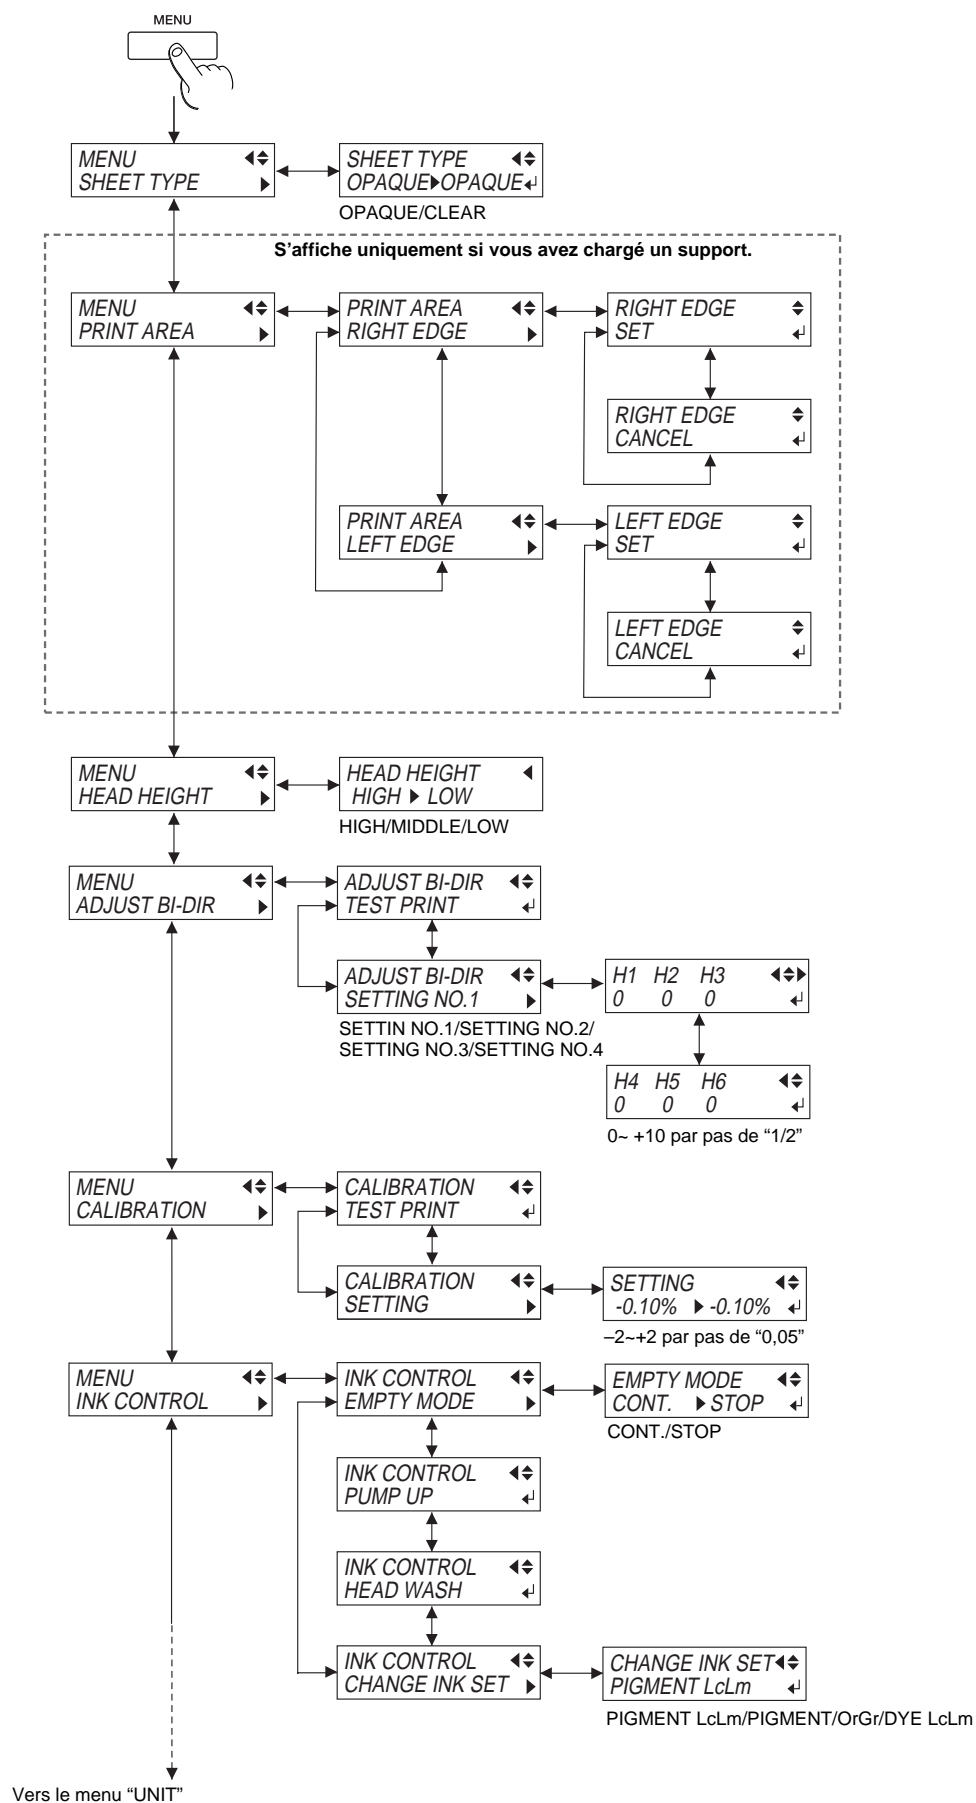 MENU
MENU
SHEET TYPE
SHEET TYPE
OPAQUE OPAQUE
OPAQUE/CLEAR
S'affiche uniquement si vous avez chargé un support.
MENU
PRINT AREA
PRINT AREA
RIGHT EDGE
RIGHT EDGE
SET
RIGHT EDGE
CANCEL
PRINT AREA
LEFT EDGE
LEFT EDGE
SET
LEFT EDGE
CANCEL
MENU
HEAD HEIGHT
HEAD HEIGHT
HIGH LOW
HIGH/MIDDLE/LOW
MENU
ADJUST BI-DIR
ADJUST BI-DIR
TEST PRINT
ADJUST BI-DIR
SETTING NO.1
SETTIN NO.1/SETTING NO.2/
SETTING NO.3/SETTING NO.4
H1 H2 H3
0 0 0
H4 H5 H6
0 0 0
0~ +10 par pas de “1/2”
MENU
CALIBRATION
CALIBRATION
TEST PRINT
CALIBRATION
SETTING
SETTING
-0.10% -0.10%
–2~+2 par pas de “0,05”
MENU
INK CONTROL
INK CONTROL
EMPTY MODE
EMPTY MODE
CONT. STOP
CONT./STOP
INK CONTROL
PUMP UP
INK CONTROL
HEAD WASH
INK CONTROL
CHANGE INK SET
CHANGE INK SET
PIGMENT LcLm
PIGMENT LcLm/PIGMENT/OrGr/DYE LcLm
Vers le menu “UNIT”